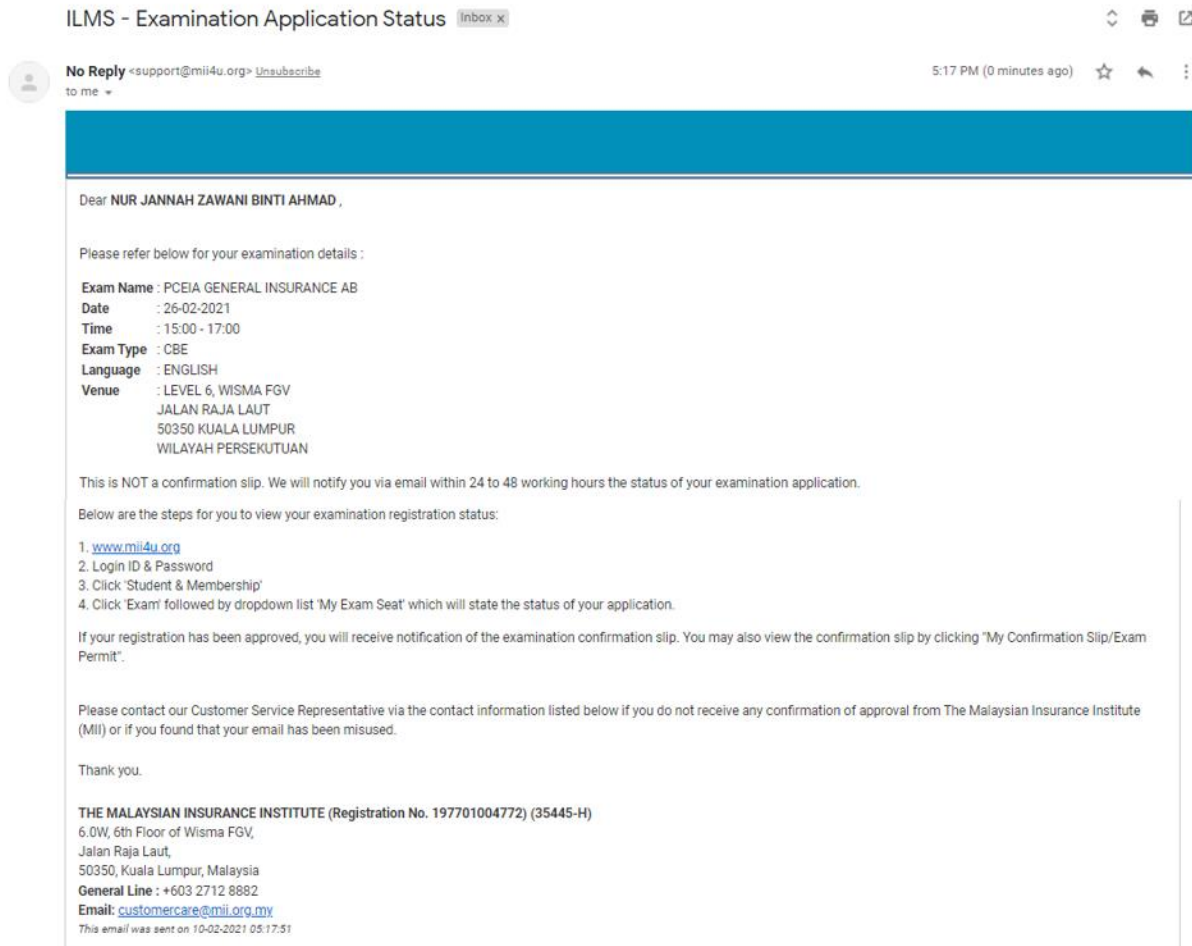 ILMS - Examination Application Status Inbox x
No Reply <support@mii4u.org> Unsubscribe
5:17 PM (0 minutes ago)
to me
Dear NUR JANNAH ZAWANI BINTI AHMAD ,
Please refer below for your examination details :
Exam Name : PCEIA GENERAL INSURANCE AB
Date : 26-02-2021
Time : 15:00 - 17:00
Exam Type : CBE
Language : ENGLISH
Venue : LEVEL 6, WISMA FGV
JALAN RAJA LAUT
50350 KUALA LUMPUR
WILAYAH PERSEKUTUAN
This is NOT a confirmation slip. We will notify you via email within 24 to 48 working hours the status of your examination application.
Below are the steps for you to view your examination registration status:
1. www.mii4u.org
2. Login ID & Password
3. Click 'Student & Membership'
4. Click 'Exam' followed by dropdown list 'My Exam Seat' which will state the status of your application.
If your registration has been approved, you will receive notification of the examination confirmation slip. You may also view the confirmation slip by clicking "My Confirmation Slip/Exam
Permit".
Please contact our Customer Service Representative via the contact information listed below if you do not receive any confirmation of approval from The Malaysian Insurance Institute
(MII) or if you found that your email has been misused.
Thank you.
THE MALAYSIAN INSURANCE INSTITUTE (Registration No. 197701004772) (35445-H)
6.0W, 6th Floor of Wisma FGV,
Jalan Raja Laut,
50350, Kuala Lumpur, Malaysia
General Line : +603 2712 8882
Email: customercare@mii.org.my
This email was sent on 10-02-2021 05:17:51